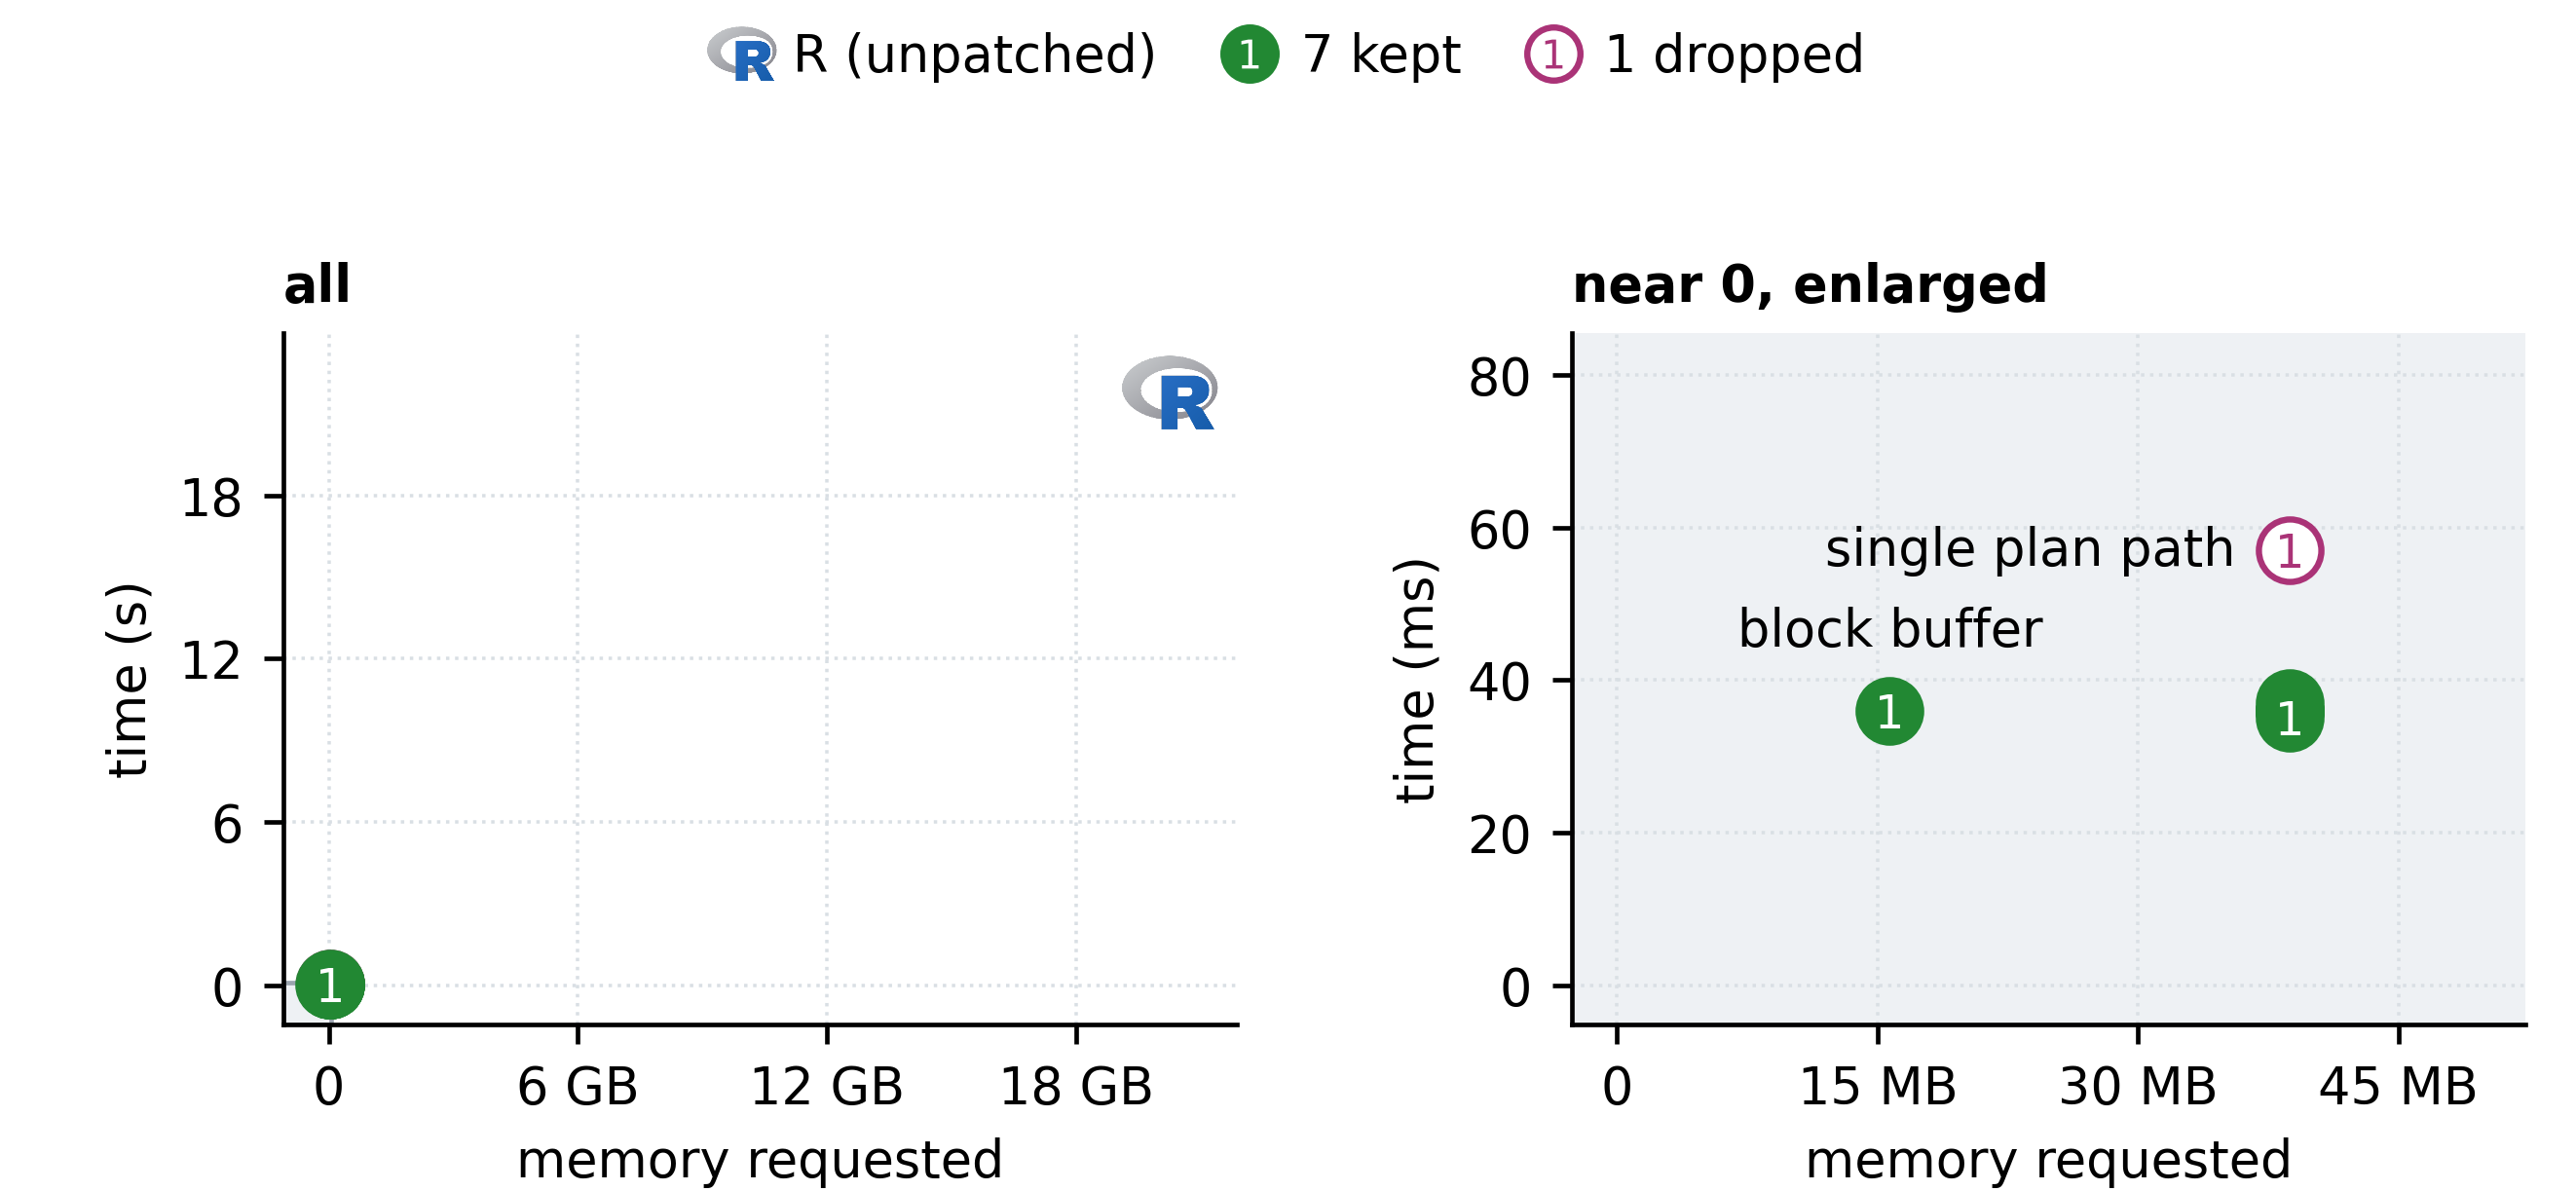 R R (unpatched) 1 7 kept 1 1 dropped
all
R
18
12
6
0
time (s)
1
0 6 GB 12 GB 18 GB
memory requested
near 0, enlarged
80
60
40
20
0
time (ms)
single plan path 1
block buffer
1 1
0 15 MB 30 MB 45 MB
memory requested